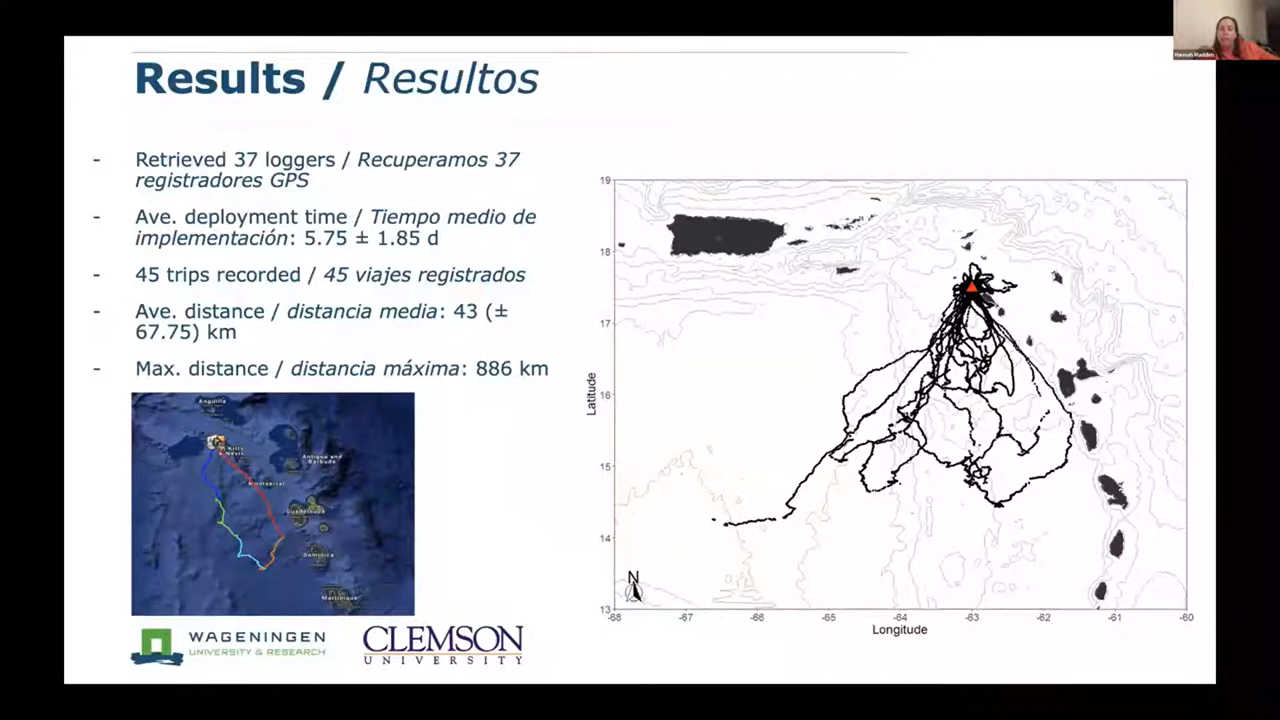 Hannah Madden
Results / Resultos
- Retrieved 37 loggers / Recuperamos 37
registradores GPS
- Ave. deployment time / Tiempo medio de
implementación: 5.75 ± 1.85 d
- 45 trips recorded / 45 viajes registrados
- Ave. distance / distancia media: 43 (±
67.75) km
- Max. distance / distancia máxima: 886 km
Anguilla
Antigua and
Barbuda
Montserrat
Guadeloupe
Dominica
Martinique
19
18
17
16
15
14
13
Latitude
N
-68 -67 -66 -65 -64 -63 -62 -61 -60
Longitude
WAGENINGEN
UNIVERSITY & RESEARCH
CLEMSON
UNIVERSITY